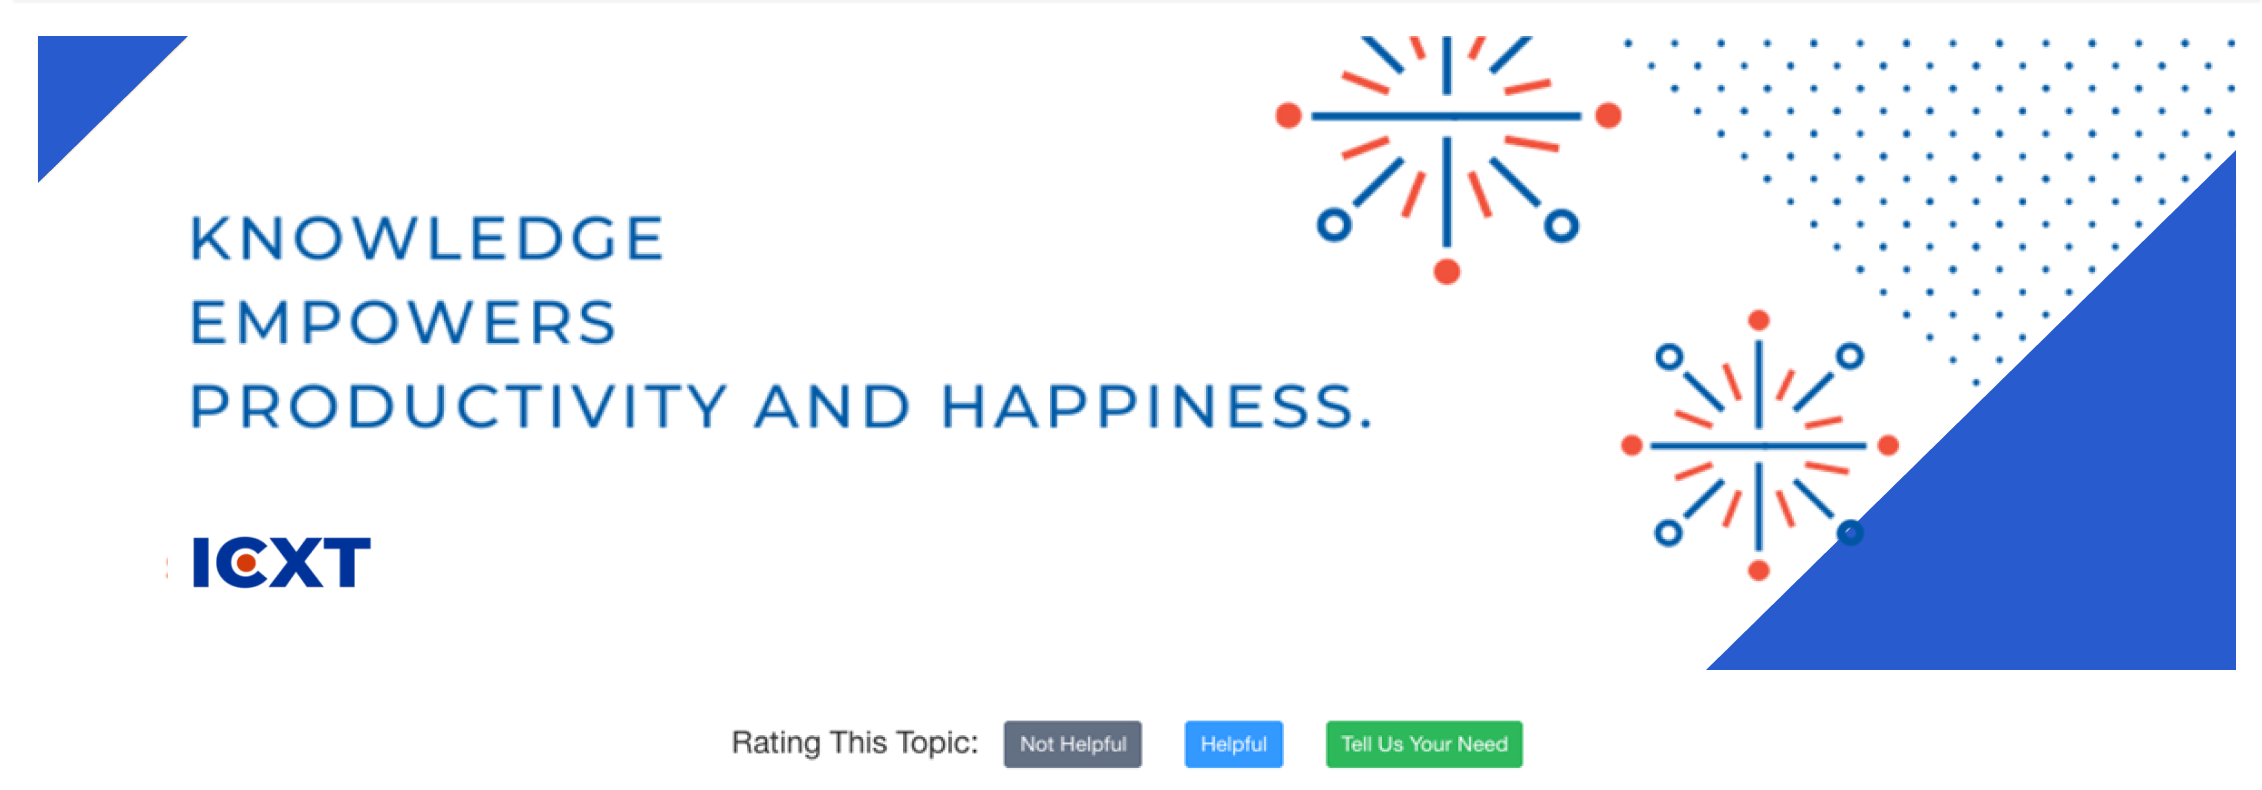 KNOWLEDGE
EMPOWERS
PRODUCTIVITY AND HAPPINESS.
ICXT
Rating This Topic: Not Helpful Helpful Tell Us Your Need